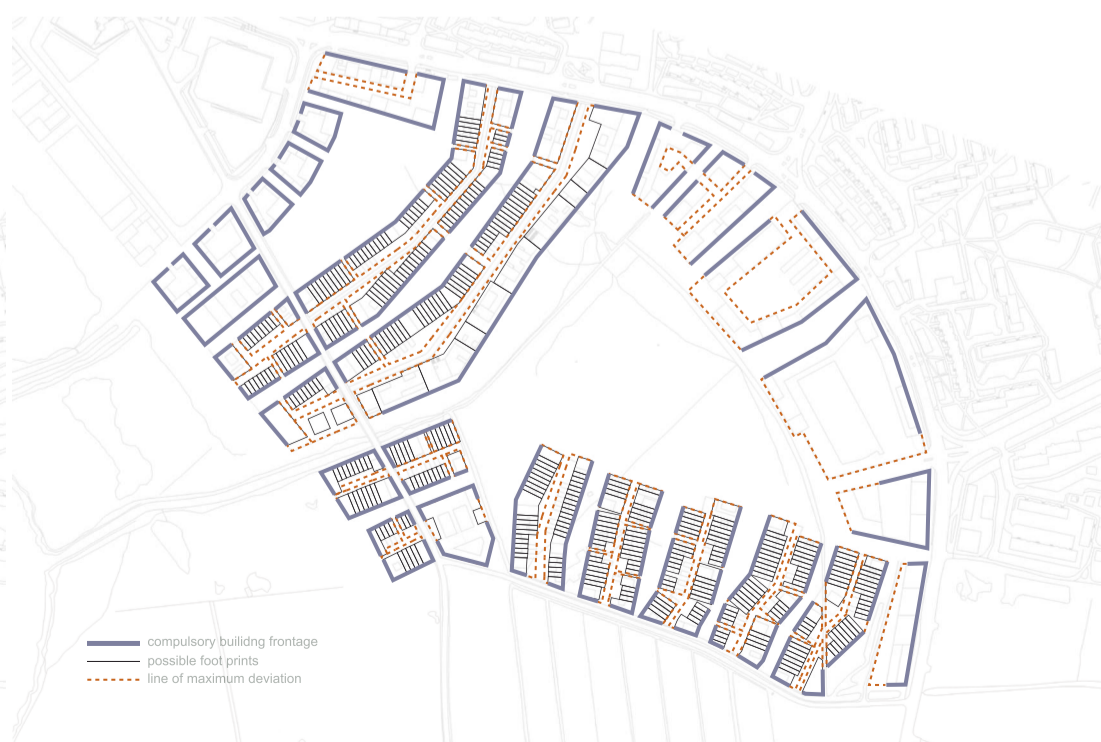 compulsory builidng frontage
possible foot prints
line of maximum deviation